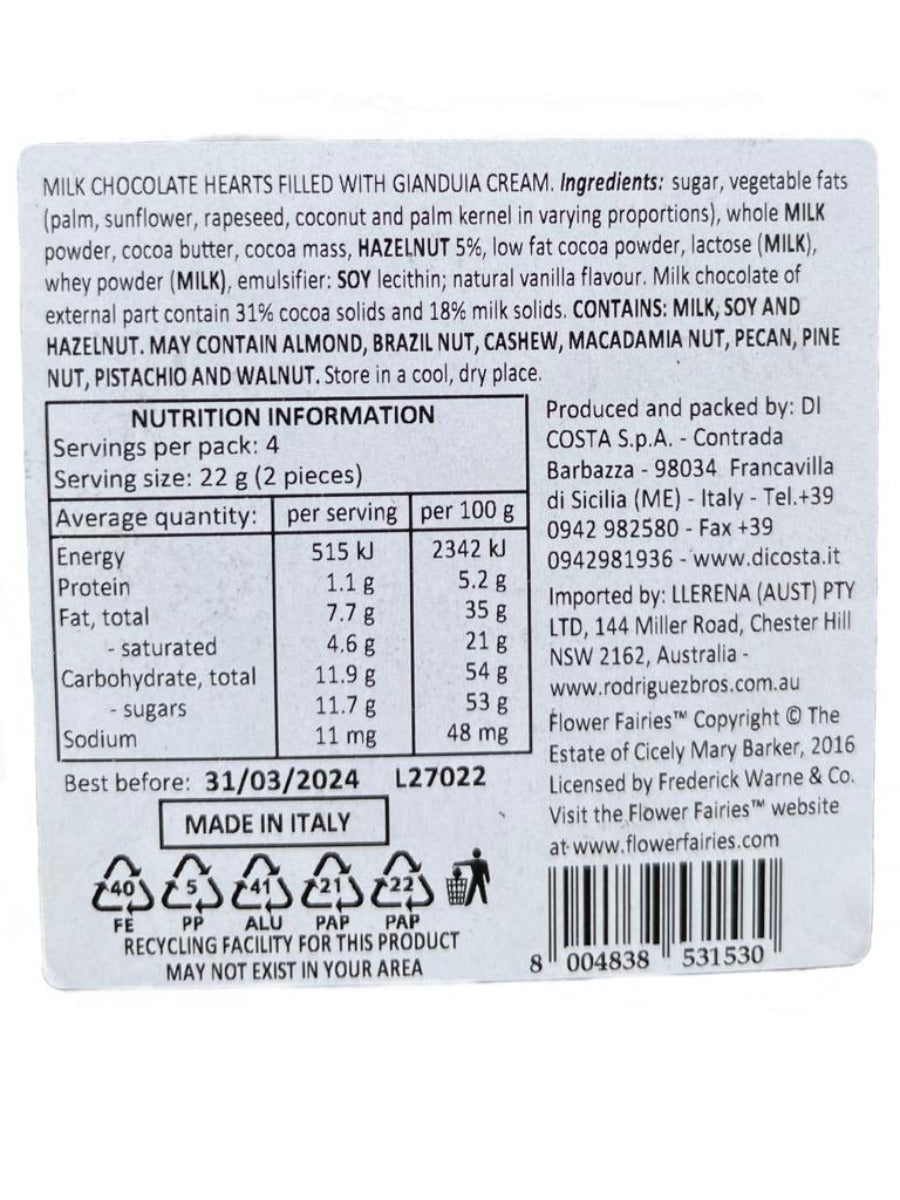 MILK CHOCOLATE HEARTS FILLED WITH GIANDUIA CREAM. Ingredients: sugar, vegetable fats
(palm, sunflower, rapeseed, coconut and palm kernel in varying proportions), whole MILK
powder, cocoa butter, cocoa mass, HAZELNUT 5%, low fat cocoa powder, lactose (MILK),
whey powder (MILK), emulsifier: SOY lecithin; natural vanilla flavour. Milk chocolate of
external part contain 31% cocoa solids and 18% milk solids. CONTAINS: MILK, SOY AND
HAZELNUT. MAY CONTAIN ALMOND, BRAZIL NUT, CASHEW, MACADAMIA NUT, PECAN, PINE
NUT, PISTACHIO AND WALNUT. Store in a cool, dry place.
NUTRITION INFORMATION
Servings per pack: 4
Serving size: 22 g (2 pieces)
Average quantity: per serving per 100 g
Energy 515 kJ 2342 kJ
Protein 1.1 g 5.2 g
Fat, total 7.7 g 35 g
- saturated 4.6 g 21 g
Carbohydrate, total 11.9 g 54 g
- sugars 11.7 g 53 g
Sodium 11 mg 48 mg
Best before: 31/03/2024 L27022
MADE IN ITALY
40 5 41 21 22
FE PP ALU PAP PAP
RECYCLING FACILITY FOR THIS PRODUCT
MAY NOT EXIST IN YOUR AREA
Produced and packed by: DI
COSTA S.p.A. - Contrada
Barbazza - 98034 Francavilla
di Sicilia (ME) - Italy - Tel.+39
0942 982580 - Fax +39
0942981936 - www.dicosta.it
Imported by: LLERENA (AUST) PTY
LTD, 144 Miller Road, Chester Hill
NSW 2162, Australia -
www.rodriguezbros.com.au
Flower Fairies™ Copyright © The
Estate of Cicely Mary Barker, 2016
Licensed by Frederick Warne & Co.
Visit the Flower Fairies™ website
at www.flowerfairies.com
8 004838 531530